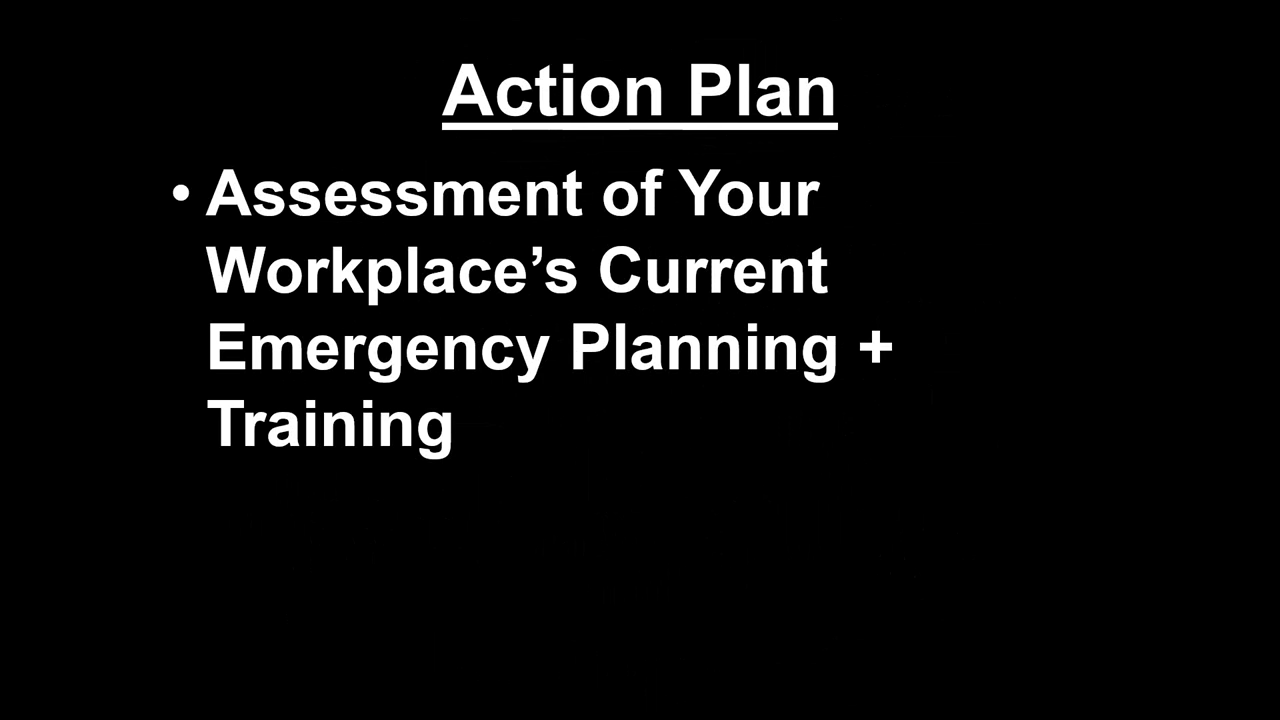 Action Plan
• Assessment of Your
Workplace’s Current
Emergency Planning +
Training